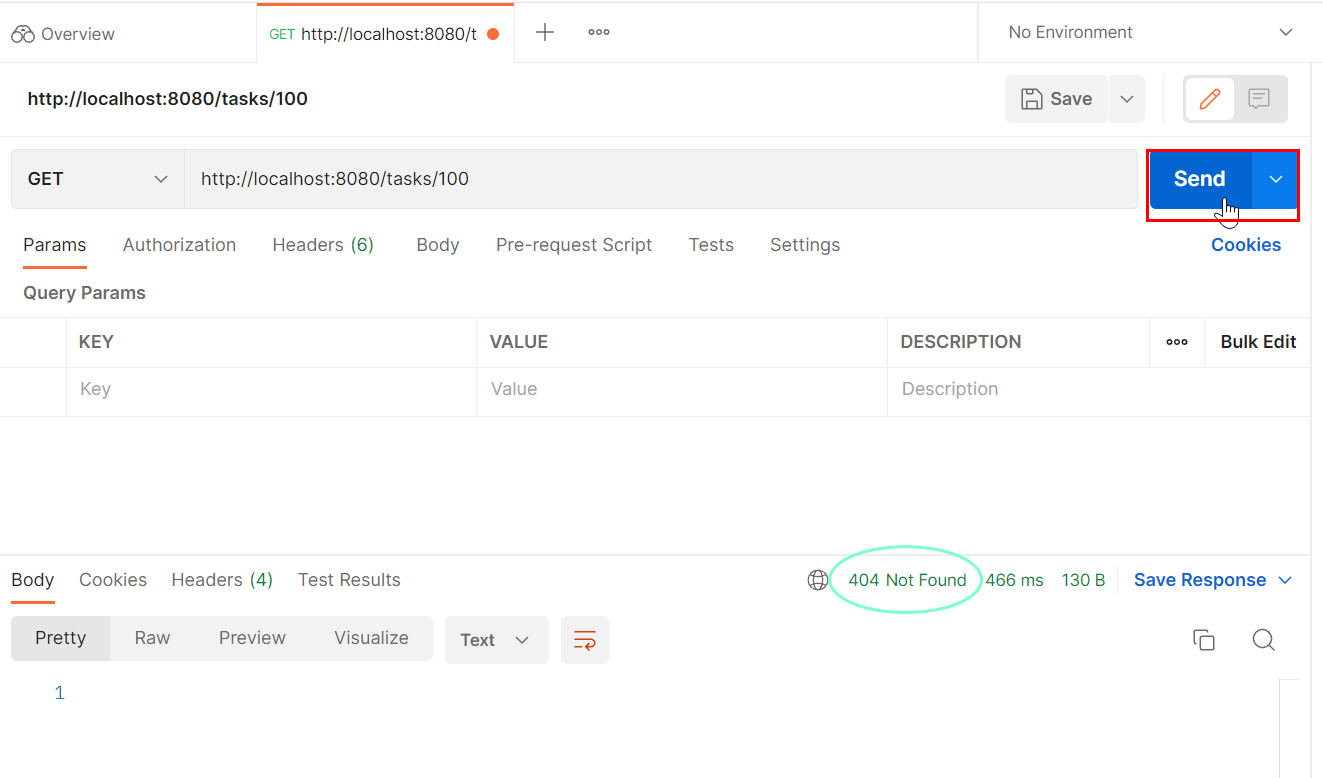 Overview GET http://localhost:8080/t No Environment
http://localhost:8080/tasks/100 Save
GET http://localhost:8080/tasks/100 Send
Params Authorization Headers (6) Body Pre-request Script Tests Settings Cookies
Query Params
KEY VALUE DESCRIPTION Bulk Edit
Key Value Description
Body Cookies Headers (4) Test Results 404 Not Found 466 ms 130 B Save Response
Pretty Raw Preview Visualize Text
1